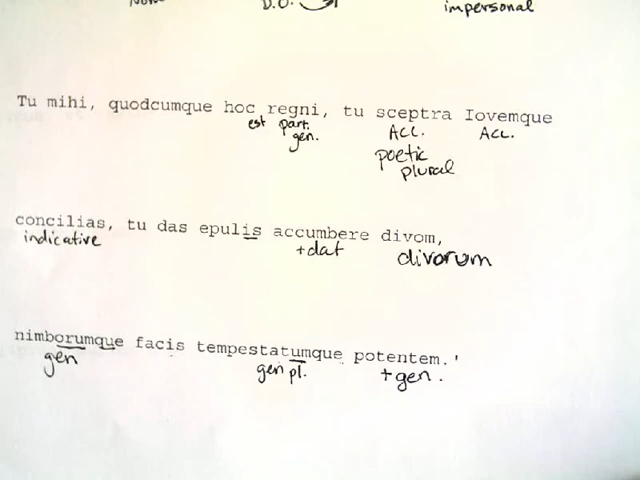 D.O.
impersonal
Tu mihi, quodcumque hoc regni, tu sceptra Iovemque
est part. ACC. ACC.
gen. poetic
plural
concilias, tu das epulis accumbere divom,
indicative +dat divorum
nimborumque facis tempestatumque potentem.'
gen gen pl. +gen.